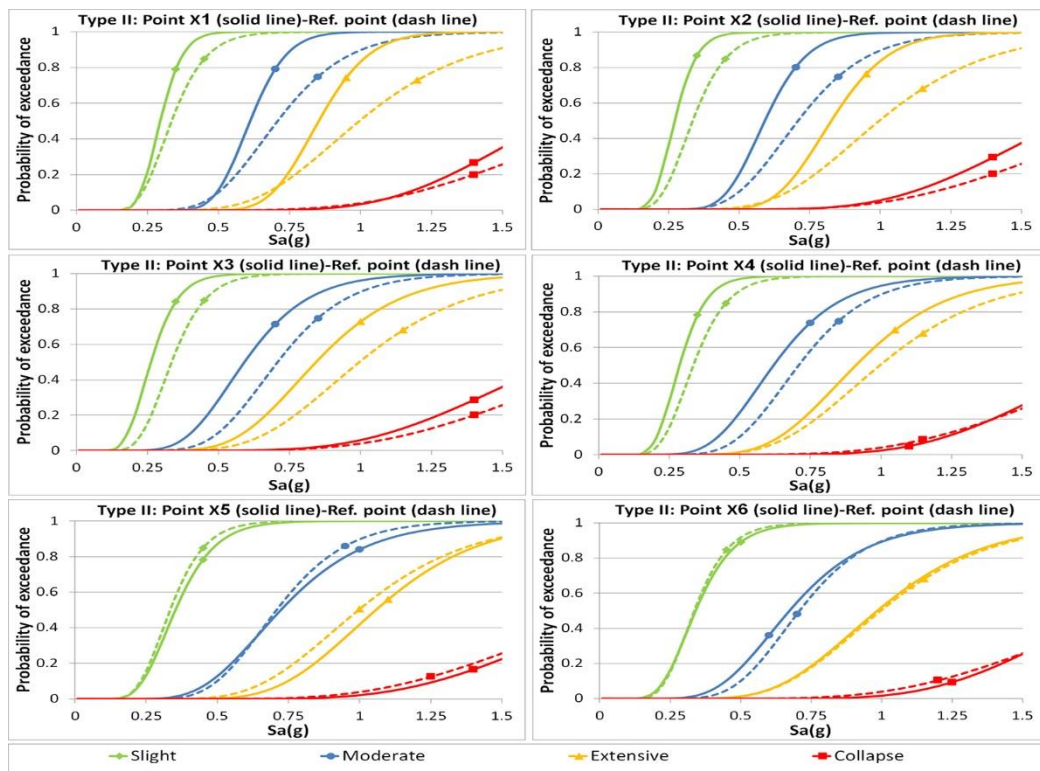 Type II: Point X1 (solid line)-Ref. point (dash line)
Probability of exceedance
1
0.8
0.6
0.4
0.2
0
0 0.25 0.5 0.75 1 1.25 1.5
Sa(g)
Type II: Point X2 (solid line)-Ref. point (dash line)
Probability of exceedance
1
0.8
0.6
0.4
0.2
0
0 0.25 0.5 0.75 1 1.25 1.5
Sa(g)
Type II: Point X3 (solid line)-Ref. point (dash line)
Probability of exceedance
1
0.8
0.6
0.4
0.2
0
0 0.25 0.5 0.75 1 1.25 1.5
Sa(g)
Type II: Point X4 (solid line)-Ref. point (dash line)
Probability of exceedance
1
0.8
0.6
0.4
0.2
0
0 0.25 0.5 0.75 1 1.25 1.5
Sa(g)
Type II: Point X5 (solid line)-Ref. point (dash line)
Probability of exceedance
1
0.8
0.6
0.4
0.2
0
0 0.25 0.5 0.75 1 1.25 1.5
Sa(g)
Type II: Point X6 (solid line)-Ref. point (dash line)
Probability of exceedance
1
0.8
0.6
0.4
0.2
0
0 0.25 0.5 0.75 1 1.25 1.5
Sa(g)
Slight Moderate Extensive Collapse